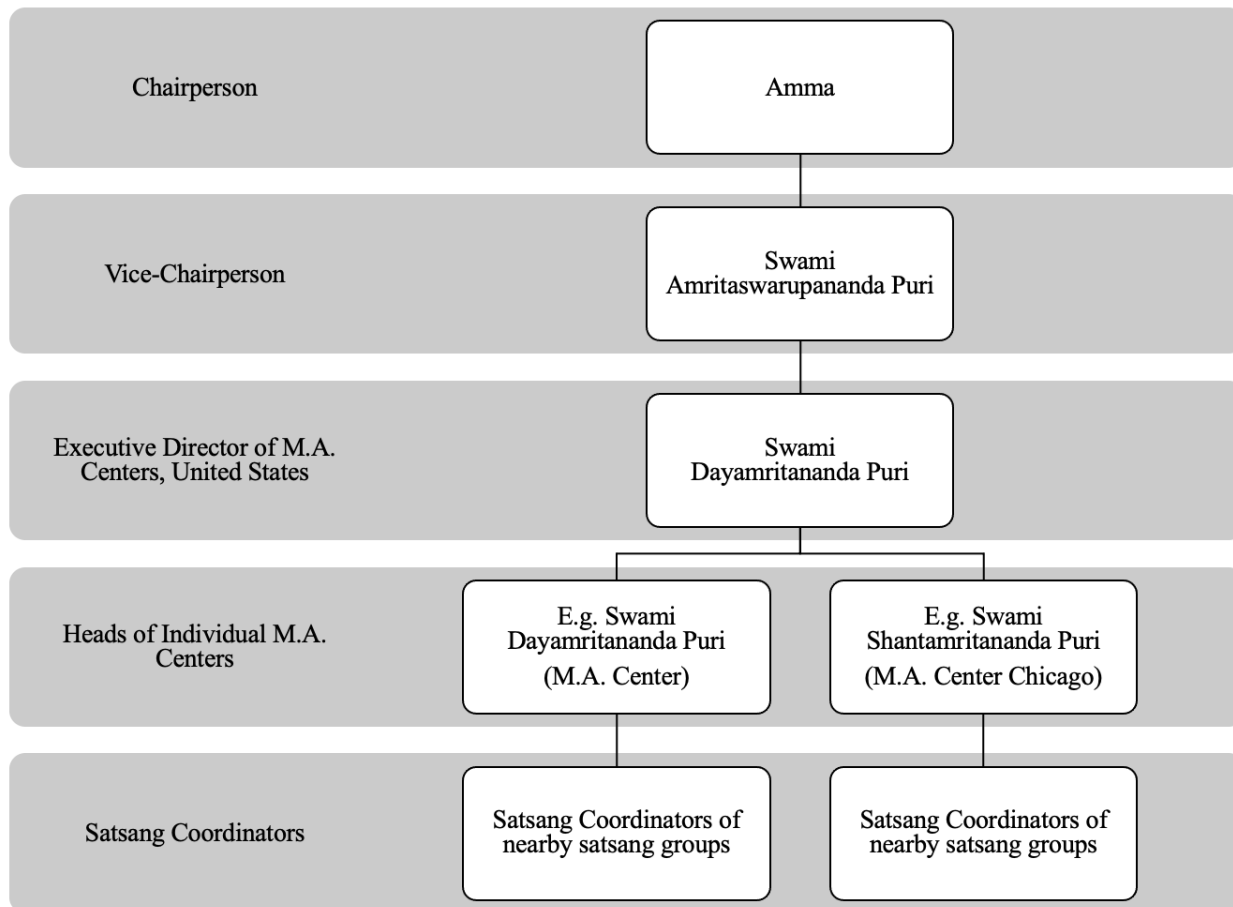 Chairperson
Amma
Vice-Chairperson
Swami
Amritaswarupananda Puri
Executive Director of M.A.
Centers, United States
Swami
Dayamritananda Puri
Heads of Individual M.A.
Centers
E.g. Swami
Dayamritananda Puri
(M.A. Center)
E.g. Swami
Shantamritananda Puri
(M.A. Center Chicago)
Satsang Coordinators
Satsang Coordinators of
nearby satsang groups
Satsang Coordinators of
nearby satsang groups